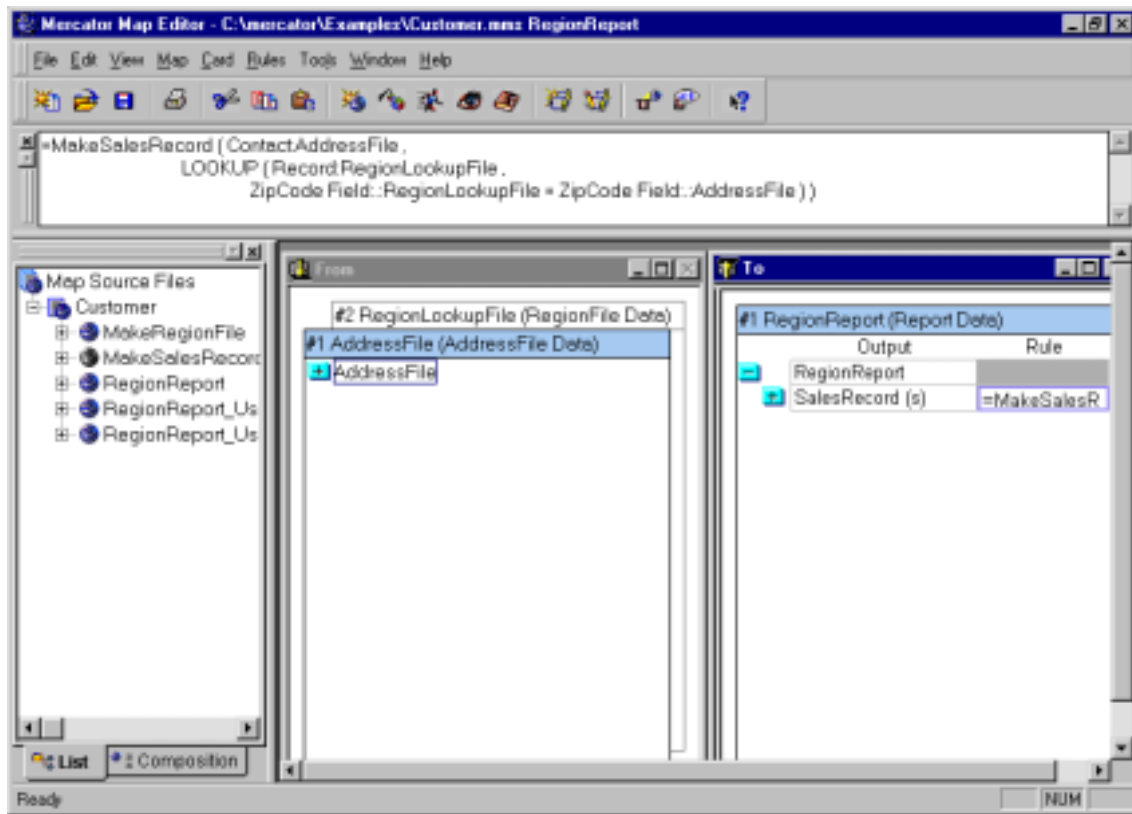 Mercator Map Editor - C:\mercator\Examples\Customer.mms RegionReport
File Edit View Map Card Rules Tools Window Help
=MakeSalesRecord ( Contact:AddressFile ,
LOOKUP ( Record:RegionLookupFile ,
ZipCode Field:.:RegionLookupFile = ZipCode Field:.:AddressFile ) )
Map Source Files
Customer
MakeRegionFile
MakeSalesRecord
RegionReport
RegionReport_Us
RegionReport_Us
List
Composition
From
#2 RegionLookupFile (RegionFile Data)
#1 AddressFile (AddressFile Data)
AddressFile
To
#1 RegionReport (Report Data)
Output Rule
RegionReport
SalesRecord (s) =MakeSalesR
Ready
NUM